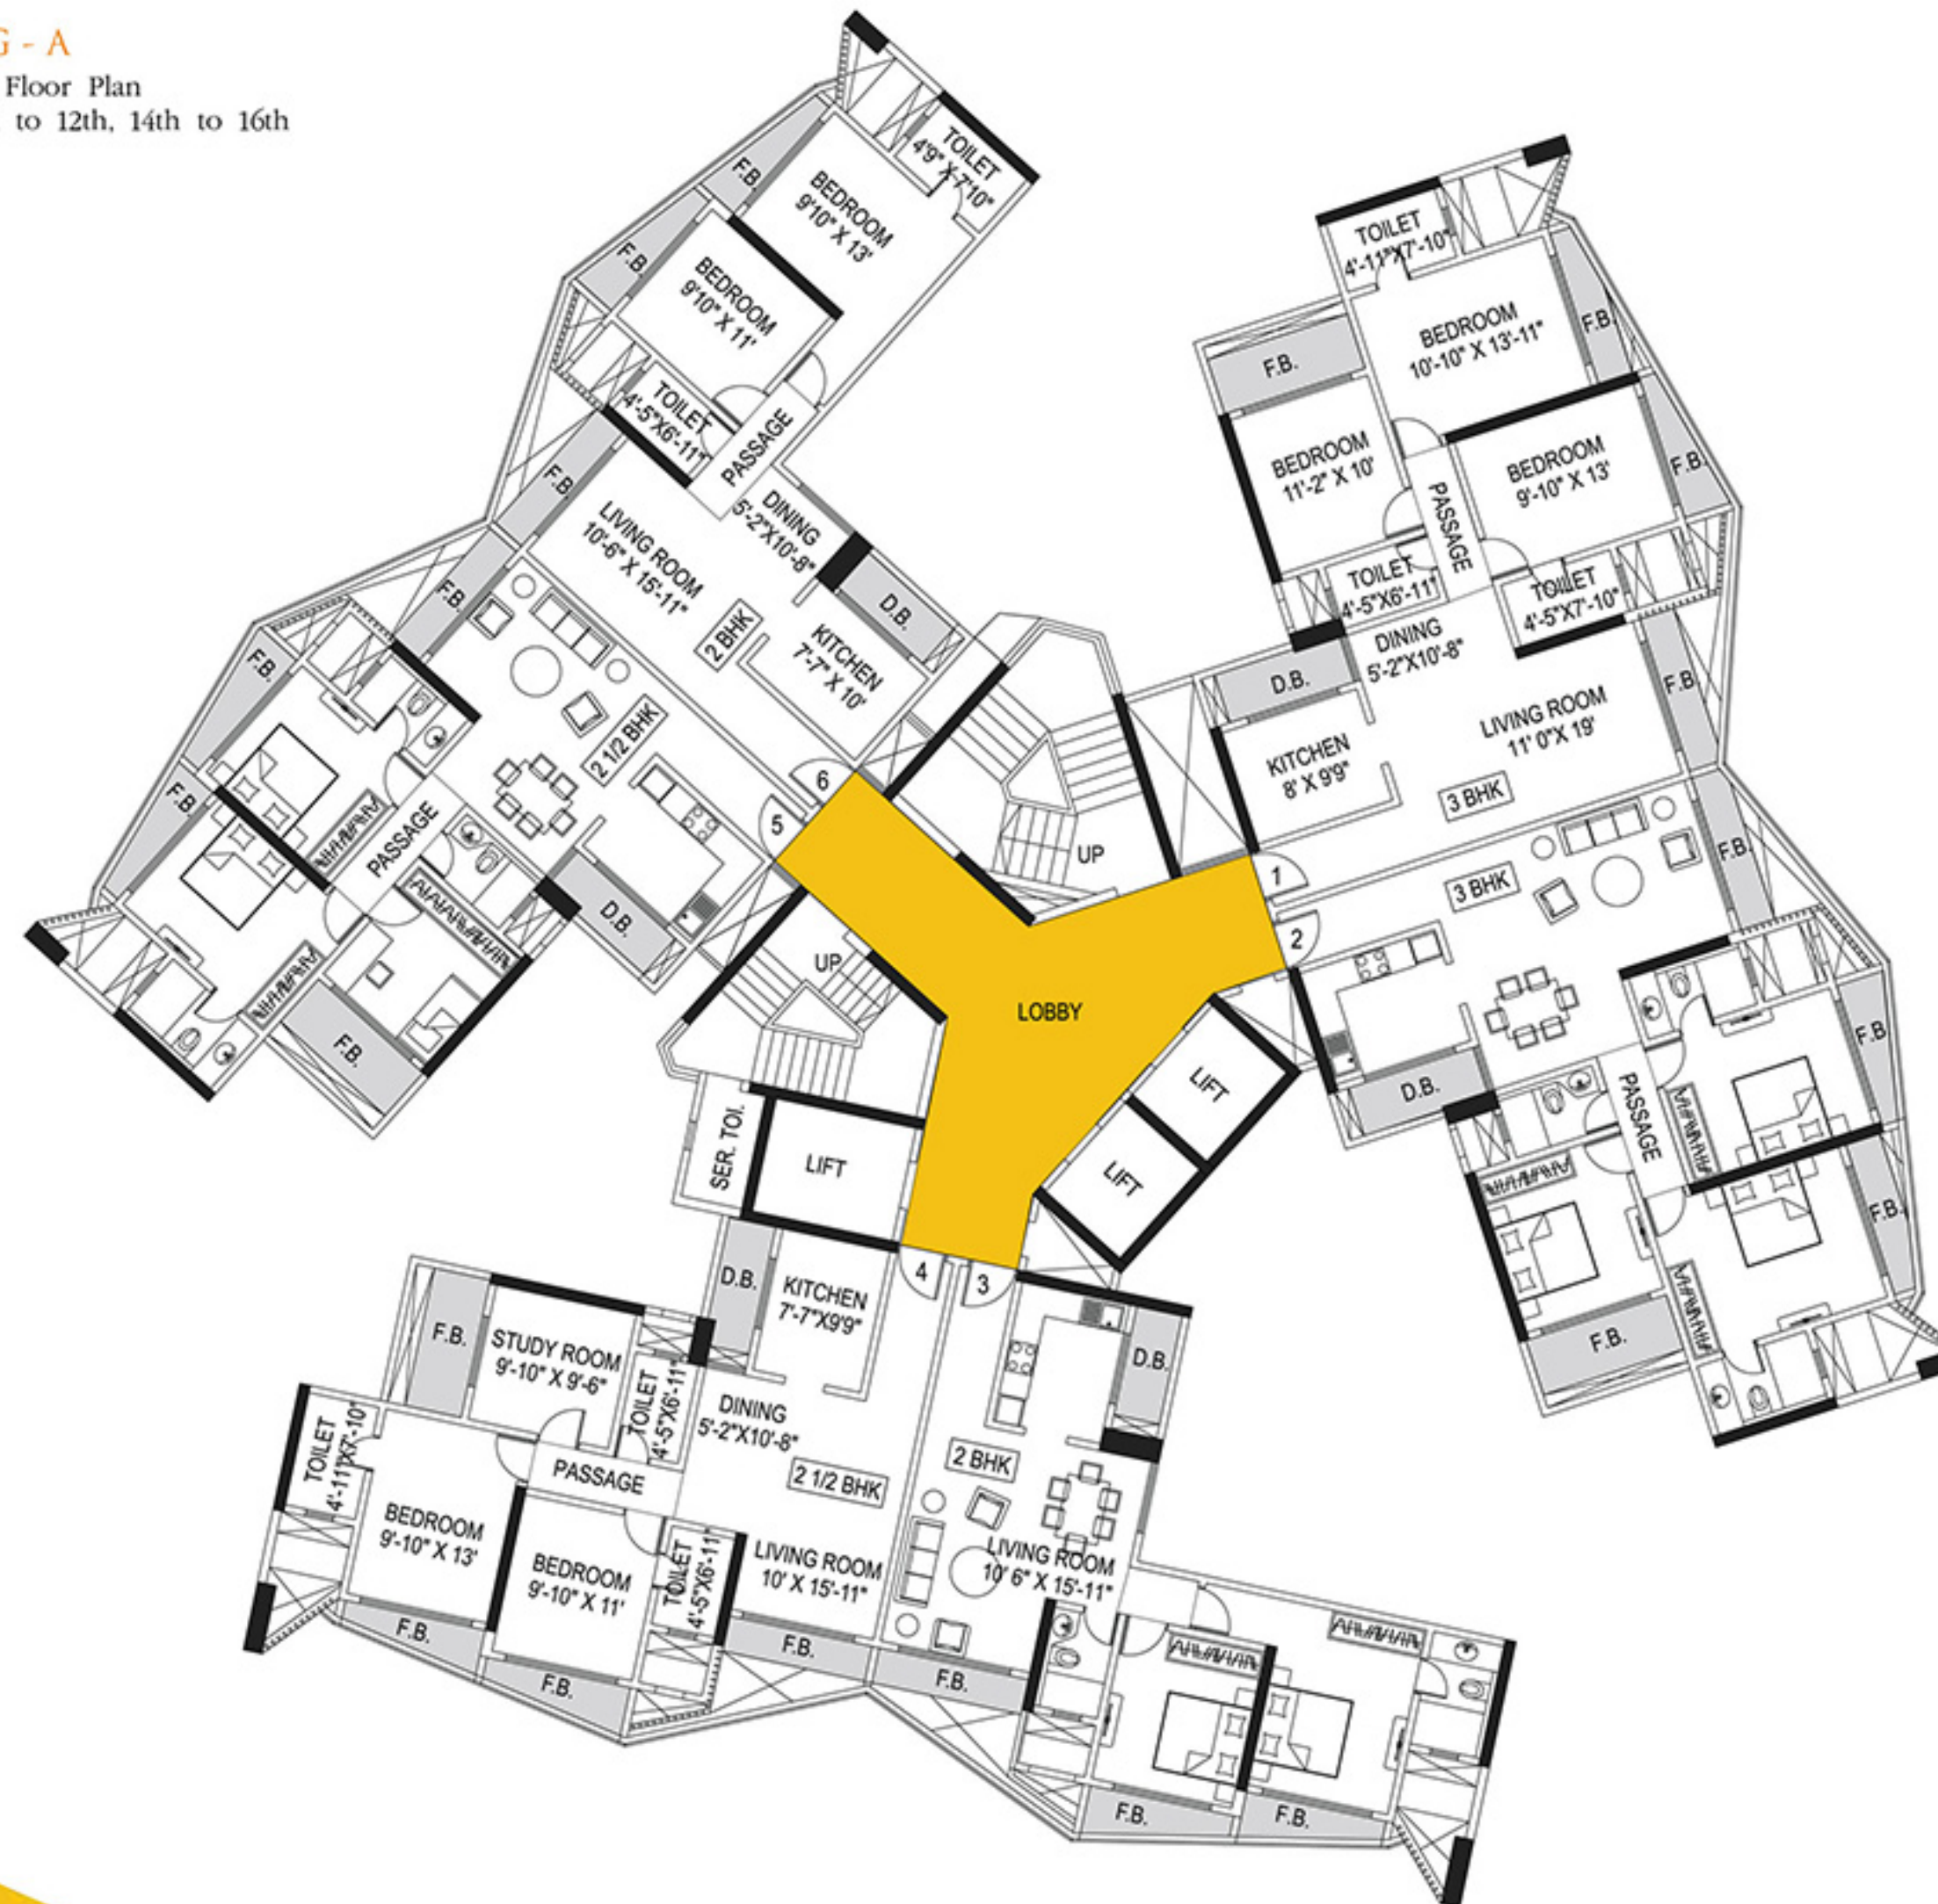 G - A
Floor Plan
to 12th, 14th to 16th
TOILET
4'9" X 7'10"
F.B.
BEDROOM
9'10" X 13'
F.B.
BEDROOM
9'10" X 11'
TOILET
4'-5"X6'-11"
PASSAGE
F.B.
LIVING ROOM
10'-6" X 15'-11"
DINING
5'-2"X10'-8"
D.B.
KITCHEN
7'-7" X 10'
2 BHK
6
TOILET
4'-11"X7'-10"
BEDROOM
10'-10" X 13'-11"
F.B.
F.B.
BEDROOM
11'-2" X 10'
BEDROOM
9'-10" X 13'
F.B.
PASSAGE
TOILET
4'-5"X6'-11"
TOILET
4'-5"X7'-10"
DINING
5'-2"X10'-8"
D.B.
F.B.
LIVING ROOM
11' 0"X 19'
KITCHEN
8' X 9'9"
3 BHK
1
F.B.
F.B.
F.B.
2 1/2 BHK
PASSAGE
5
D.B.
F.B.
UP
UP
LOBBY
3 BHK
2
F.B.
D.B.
PASSAGE
F.B.
F.B.
F.B.
LIFT
LIFT
LIFT
SER. TOI.
4
3
D.B.
KITCHEN
7'-7"X9'9"
F.B.
STUDY ROOM
9'-10" X 9'-6"
TOILET
4'-5"X6'-11"
DINING
5'-2"X10'-8"
TOILET
4'-11"X7'-10"
PASSAGE
2 1/2 BHK
BEDROOM
9'-10" X 13'
BEDROOM
9'-10" X 11'
TOILET
4'-5"X6'-11
LIVING ROOM
10' X 15'-11"
F.B.
F.B.
F.B.
D.B.
2 BHK
LIVING ROOM
10' 6" X 15'-11"
F.B.
F.B.
F.B.